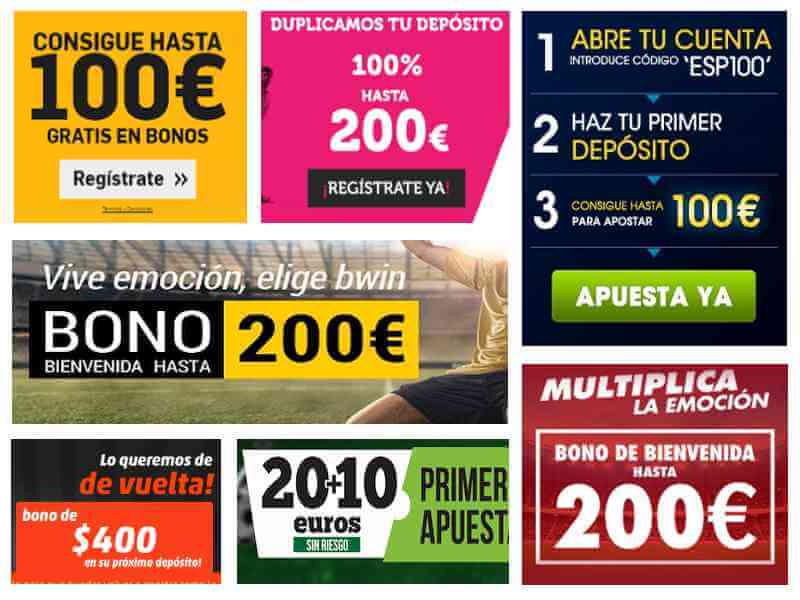 CONSIGUE HASTA
100€
GRATIS EN BONOS
Regístrate »
Términos y Condiciones
DUPLICAMOS TU DEPÓSITO
100%
HASTA
200€
¡REGÍSTRATE YA!
1 ABRE TU CUENTA
INTRODUCE CÓDIGO 'ESP100'
2 HAZ TU PRIMER
DEPÓSITO
3 CONSIGUE HASTA
PARA APOSTAR 100€
APUESTA YA
Vive emoción, elige bwin
BONO
BIENVENIDA HASTA
200€
MULTIPLICA
LA EMOCIÓN
BONO DE BIENVENIDA
HASTA
200€
Lo queremos de
de vuelta!
bono de
$400
en su próximo depósito!
20+10
euros
SIN RIESGO
PRIMER
APUEST